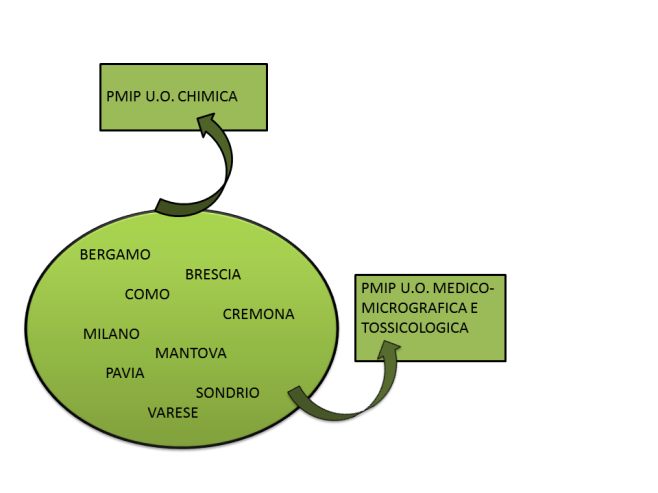 PMIP U.O. CHIMICA
BERGAMO
BRESCIA
COMO
CREMONA
MILANO
MANTOVA
PAVIA
SONDRIO
VARESE
PMIP U.O. MEDICO-
MICROGRAFICA E
TOSSICOLOGICA